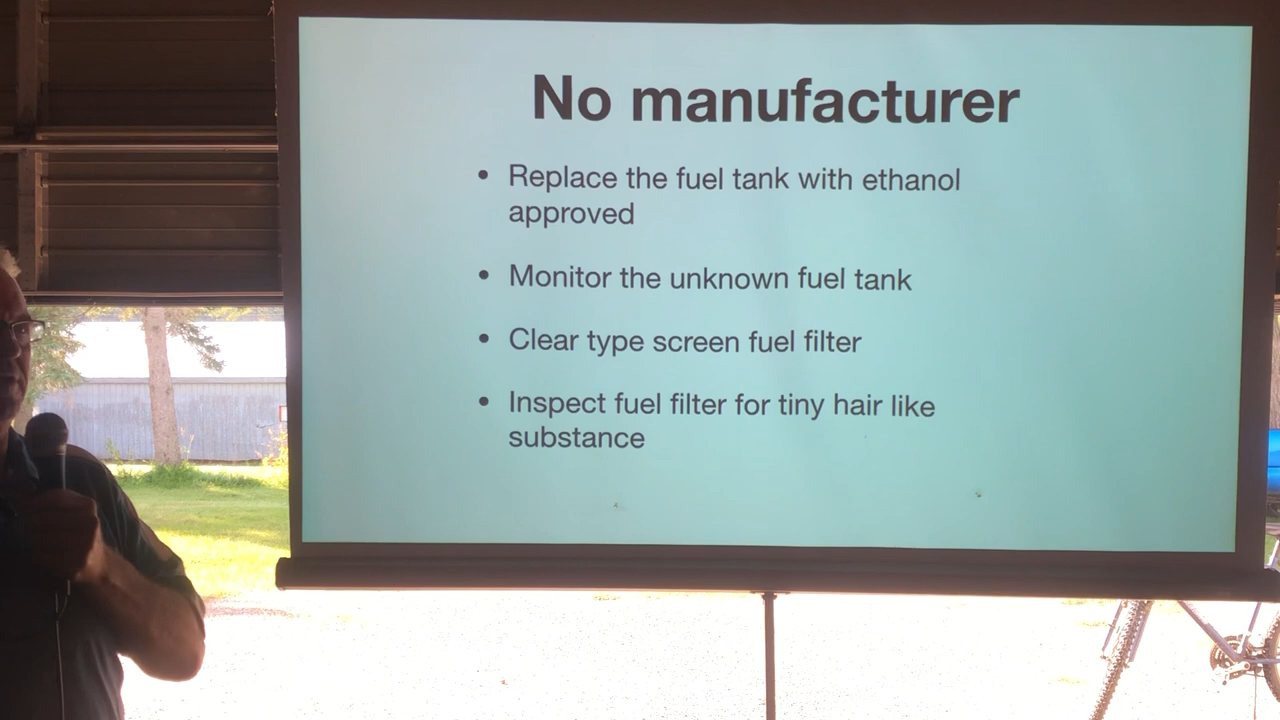 No manufacturer
• Replace the fuel tank with ethanol
approved
• Monitor the unknown fuel tank
• Clear type screen fuel filter
• Inspect fuel filter for tiny hair like
substance